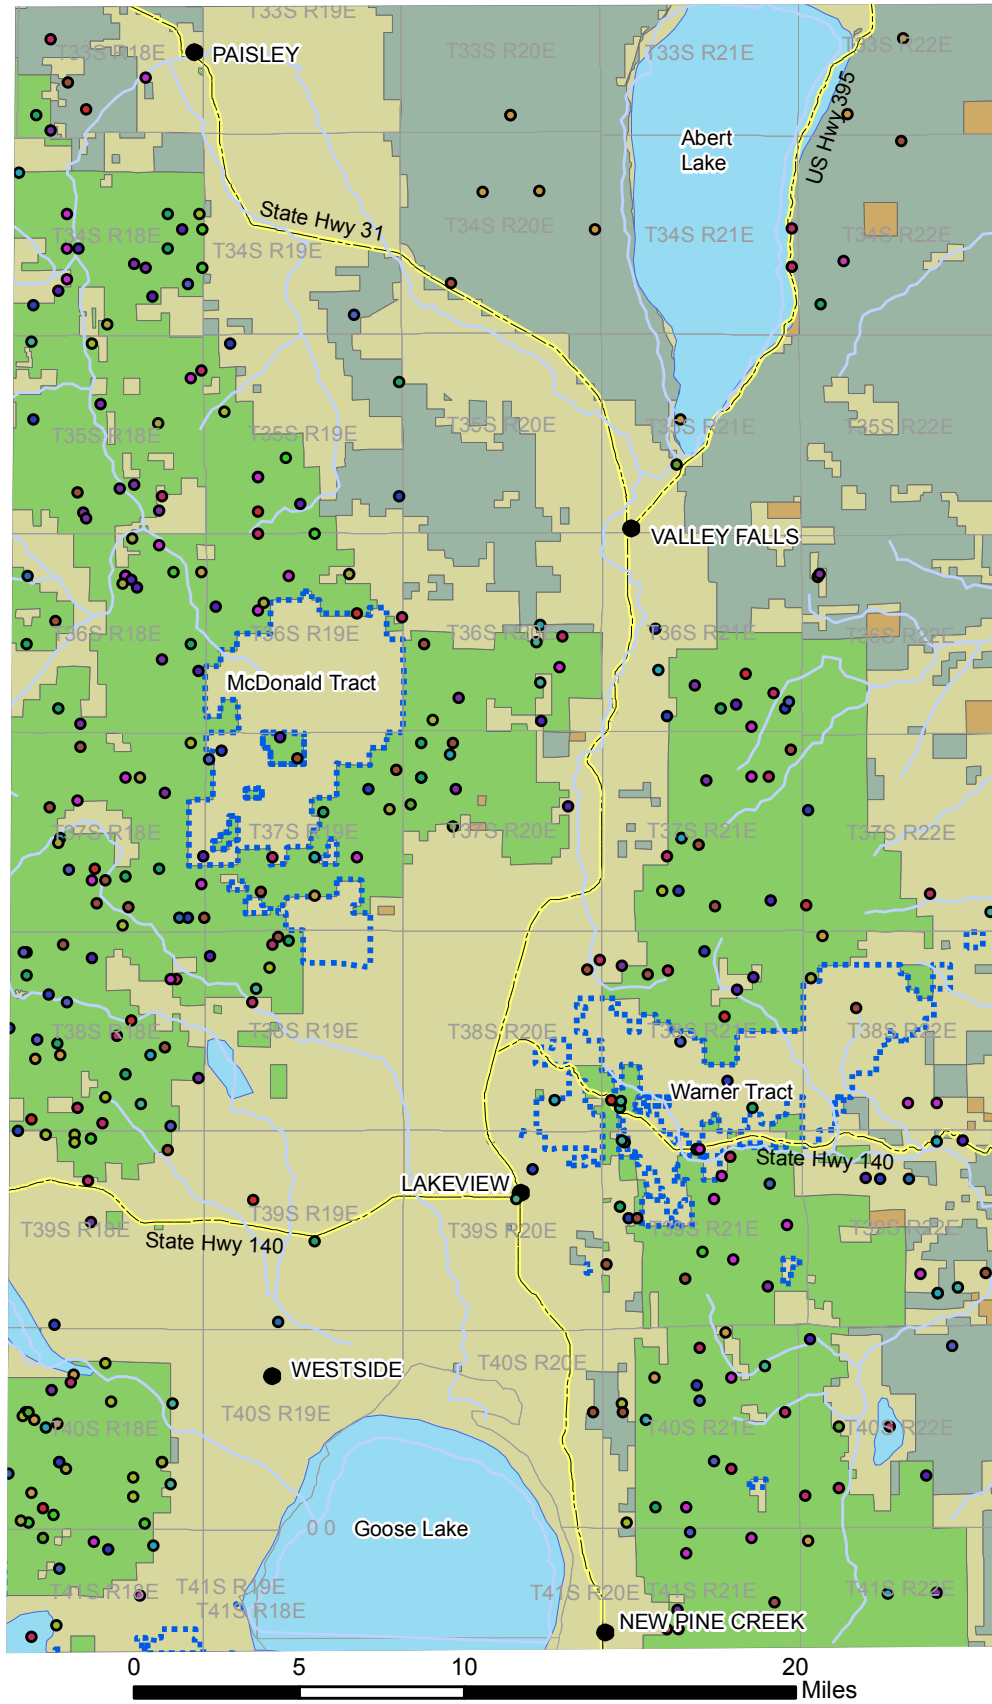 T33S R19E
T33S R18E
PAISLEY
T33S R20E
T33S R21E
T33S R22E
US Hwy 395
Abert
Lake
State Hwy 31
T34S R18E
T34S R19E
T34S R20E
T34S R21E
T34S R22E
T35S R18E
T35S R19E
T35S R20E
T35S R21E
T35S R22E
VALLEY FALLS
T36S R18E
T36S R19E
T36S R20E
T36S R21E
T36S R22E
McDonald Tract
T37S R18E
T37S R19E
T37S R20E
T37S R21E
T37S R22E
T38S R18E
T38S R19E
T38S R20E
T38S R21E
T38S R22E
Warner Tract
State Hwy 140
LAKEVIEW
T39S R18E
T39S R19E
T39S R20E
T39S R21E
T39S R22E
State Hwy 140
WESTSIDE
T40S R20E
T40S R18E
T40S R19E
T40S R21E
T40S R22E
0 0
Goose Lake
T41S R18E
T41S R19E
T41S R18E
T41S R20E
T41S R21E
T41S R22E
NEW PINE CREEK
0 5 10 20
Miles